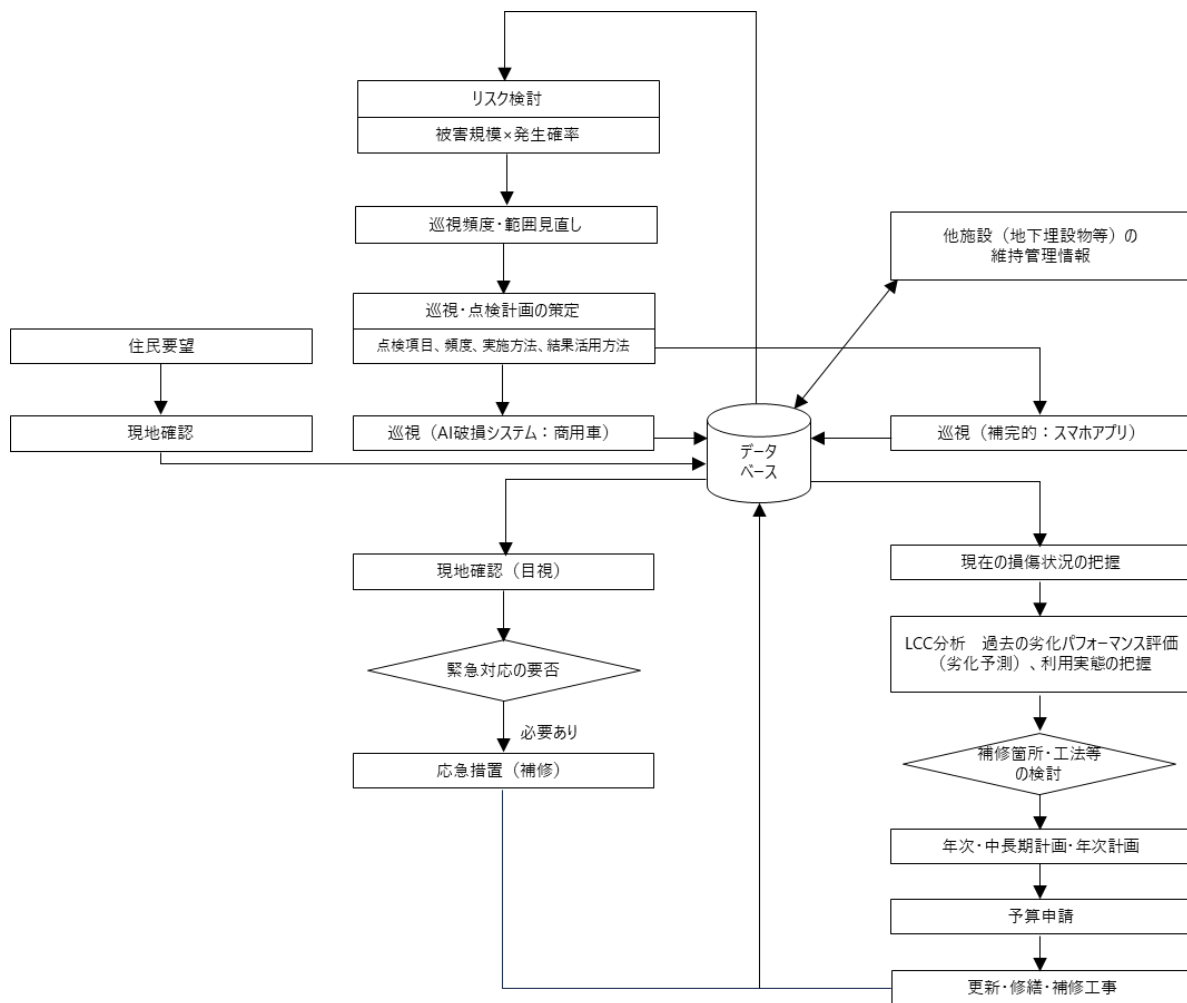 リスク検討
被害規模×発生確率
巡視頻度・範囲見直し
他施設（地下埋設物等）の
維持管理情報
巡視・点検計画の策定
点検項目、頻度、実施方法、結果活用方法
住民要望
現地確認
巡視（AI破損システム：商用車）
データ
ベース
巡視（補完的：スマホアプリ）
現地確認（目視）
緊急対応の要否
必要あり
応急措置（補修）
現在の損傷状況の把握
LCC分析　過去の劣化パフォーマンス評価
（劣化予測）、利用実態の把握
補修箇所・工法等
の検討
年次・中長期計画・年次計画
予算申請
更新・修繕・補修工事